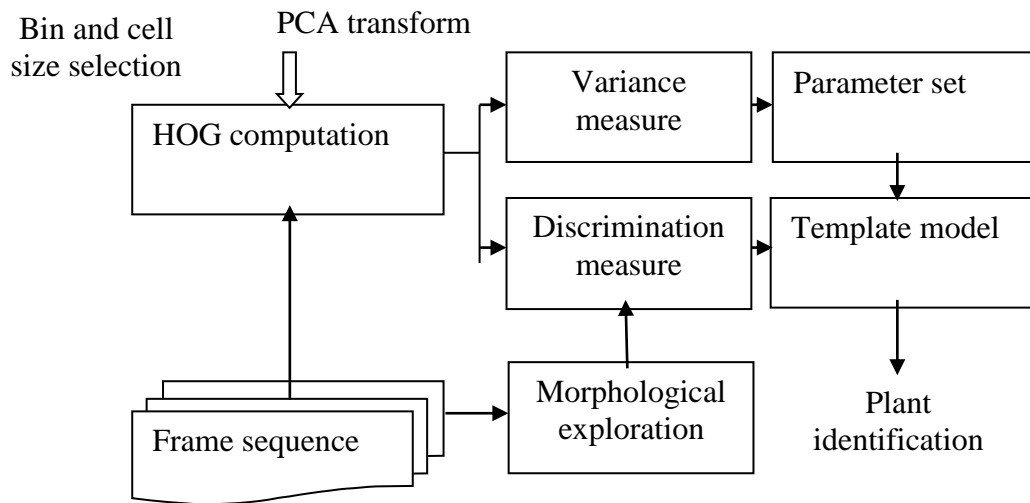 Bin and cell
size selection
PCA transform
HOG computation
Variance
measure
Parameter set
Discrimination
measure
Template model
Frame sequence
Morphological
exploration
Plant
identification